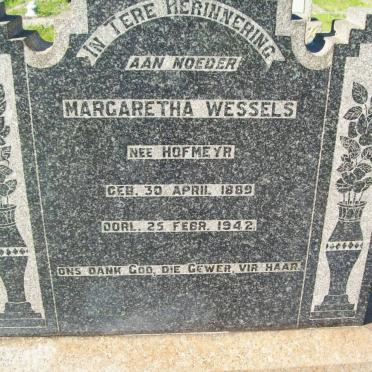 IN TERE HERINNERING
AAN MOEDER
MARGARETHA WESSELS
NEE HOFMEYR
GEB. 30 APRIL 1889
OORL. 25 FEBR. 1942.
ONS DANK GOD, DIE GEWER, VIR HAAR.